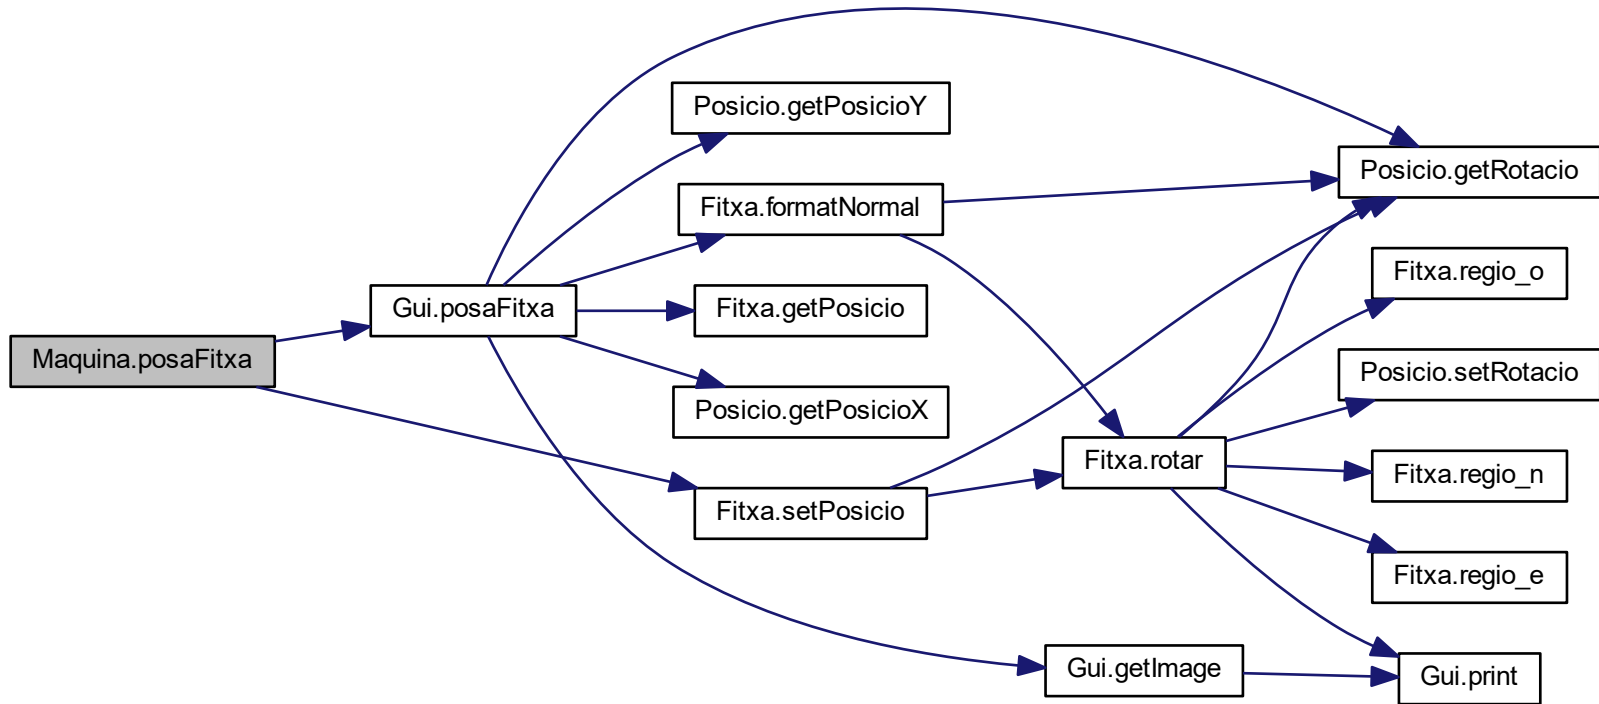 Posicio.getPosicioY
Posicio.getRotacio
Fitxa.formatNormal
Fitxa.regio_o
Gui.posaFitxa
Fitxa.getPosicio
Maquina.posaFitxa
Posicio.setRotacio
Posicio.getPosicioX
Fitxa.rotar
Fitxa.regio_n
Fitxa.setPosicio
Fitxa.regio_e
Gui.getImage
Gui.print